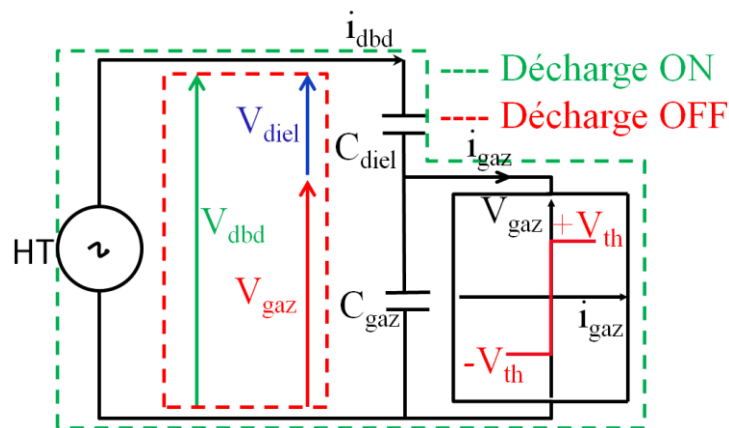 i_dbd
Décharge ON
Décharge OFF
V_diel
C_diel
i_gaz
V_dbd
V_gaz
+V_th
HT
~
V_gaz
C_gaz
i_gaz
-V_th